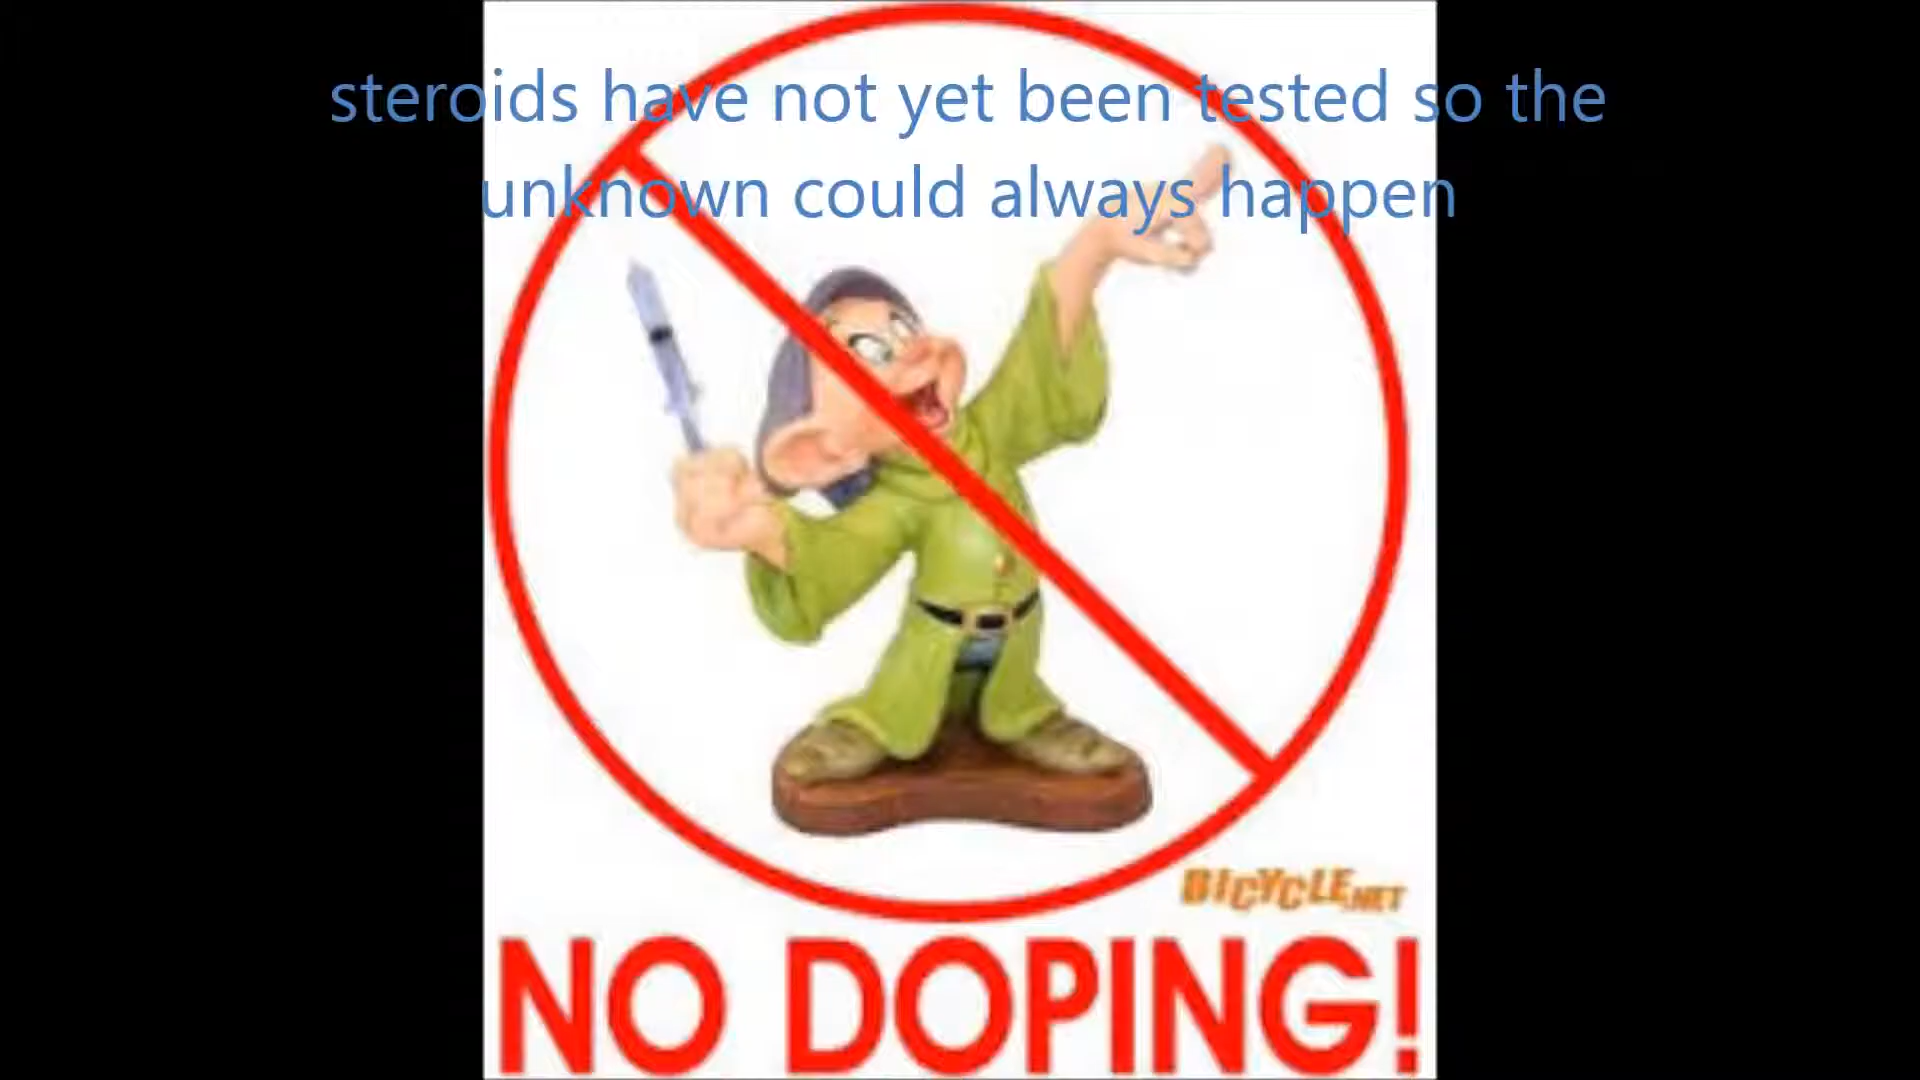 steroids have not yet been tested so the
unknown could always happen
BICYCLE.NET
NO DOPING!